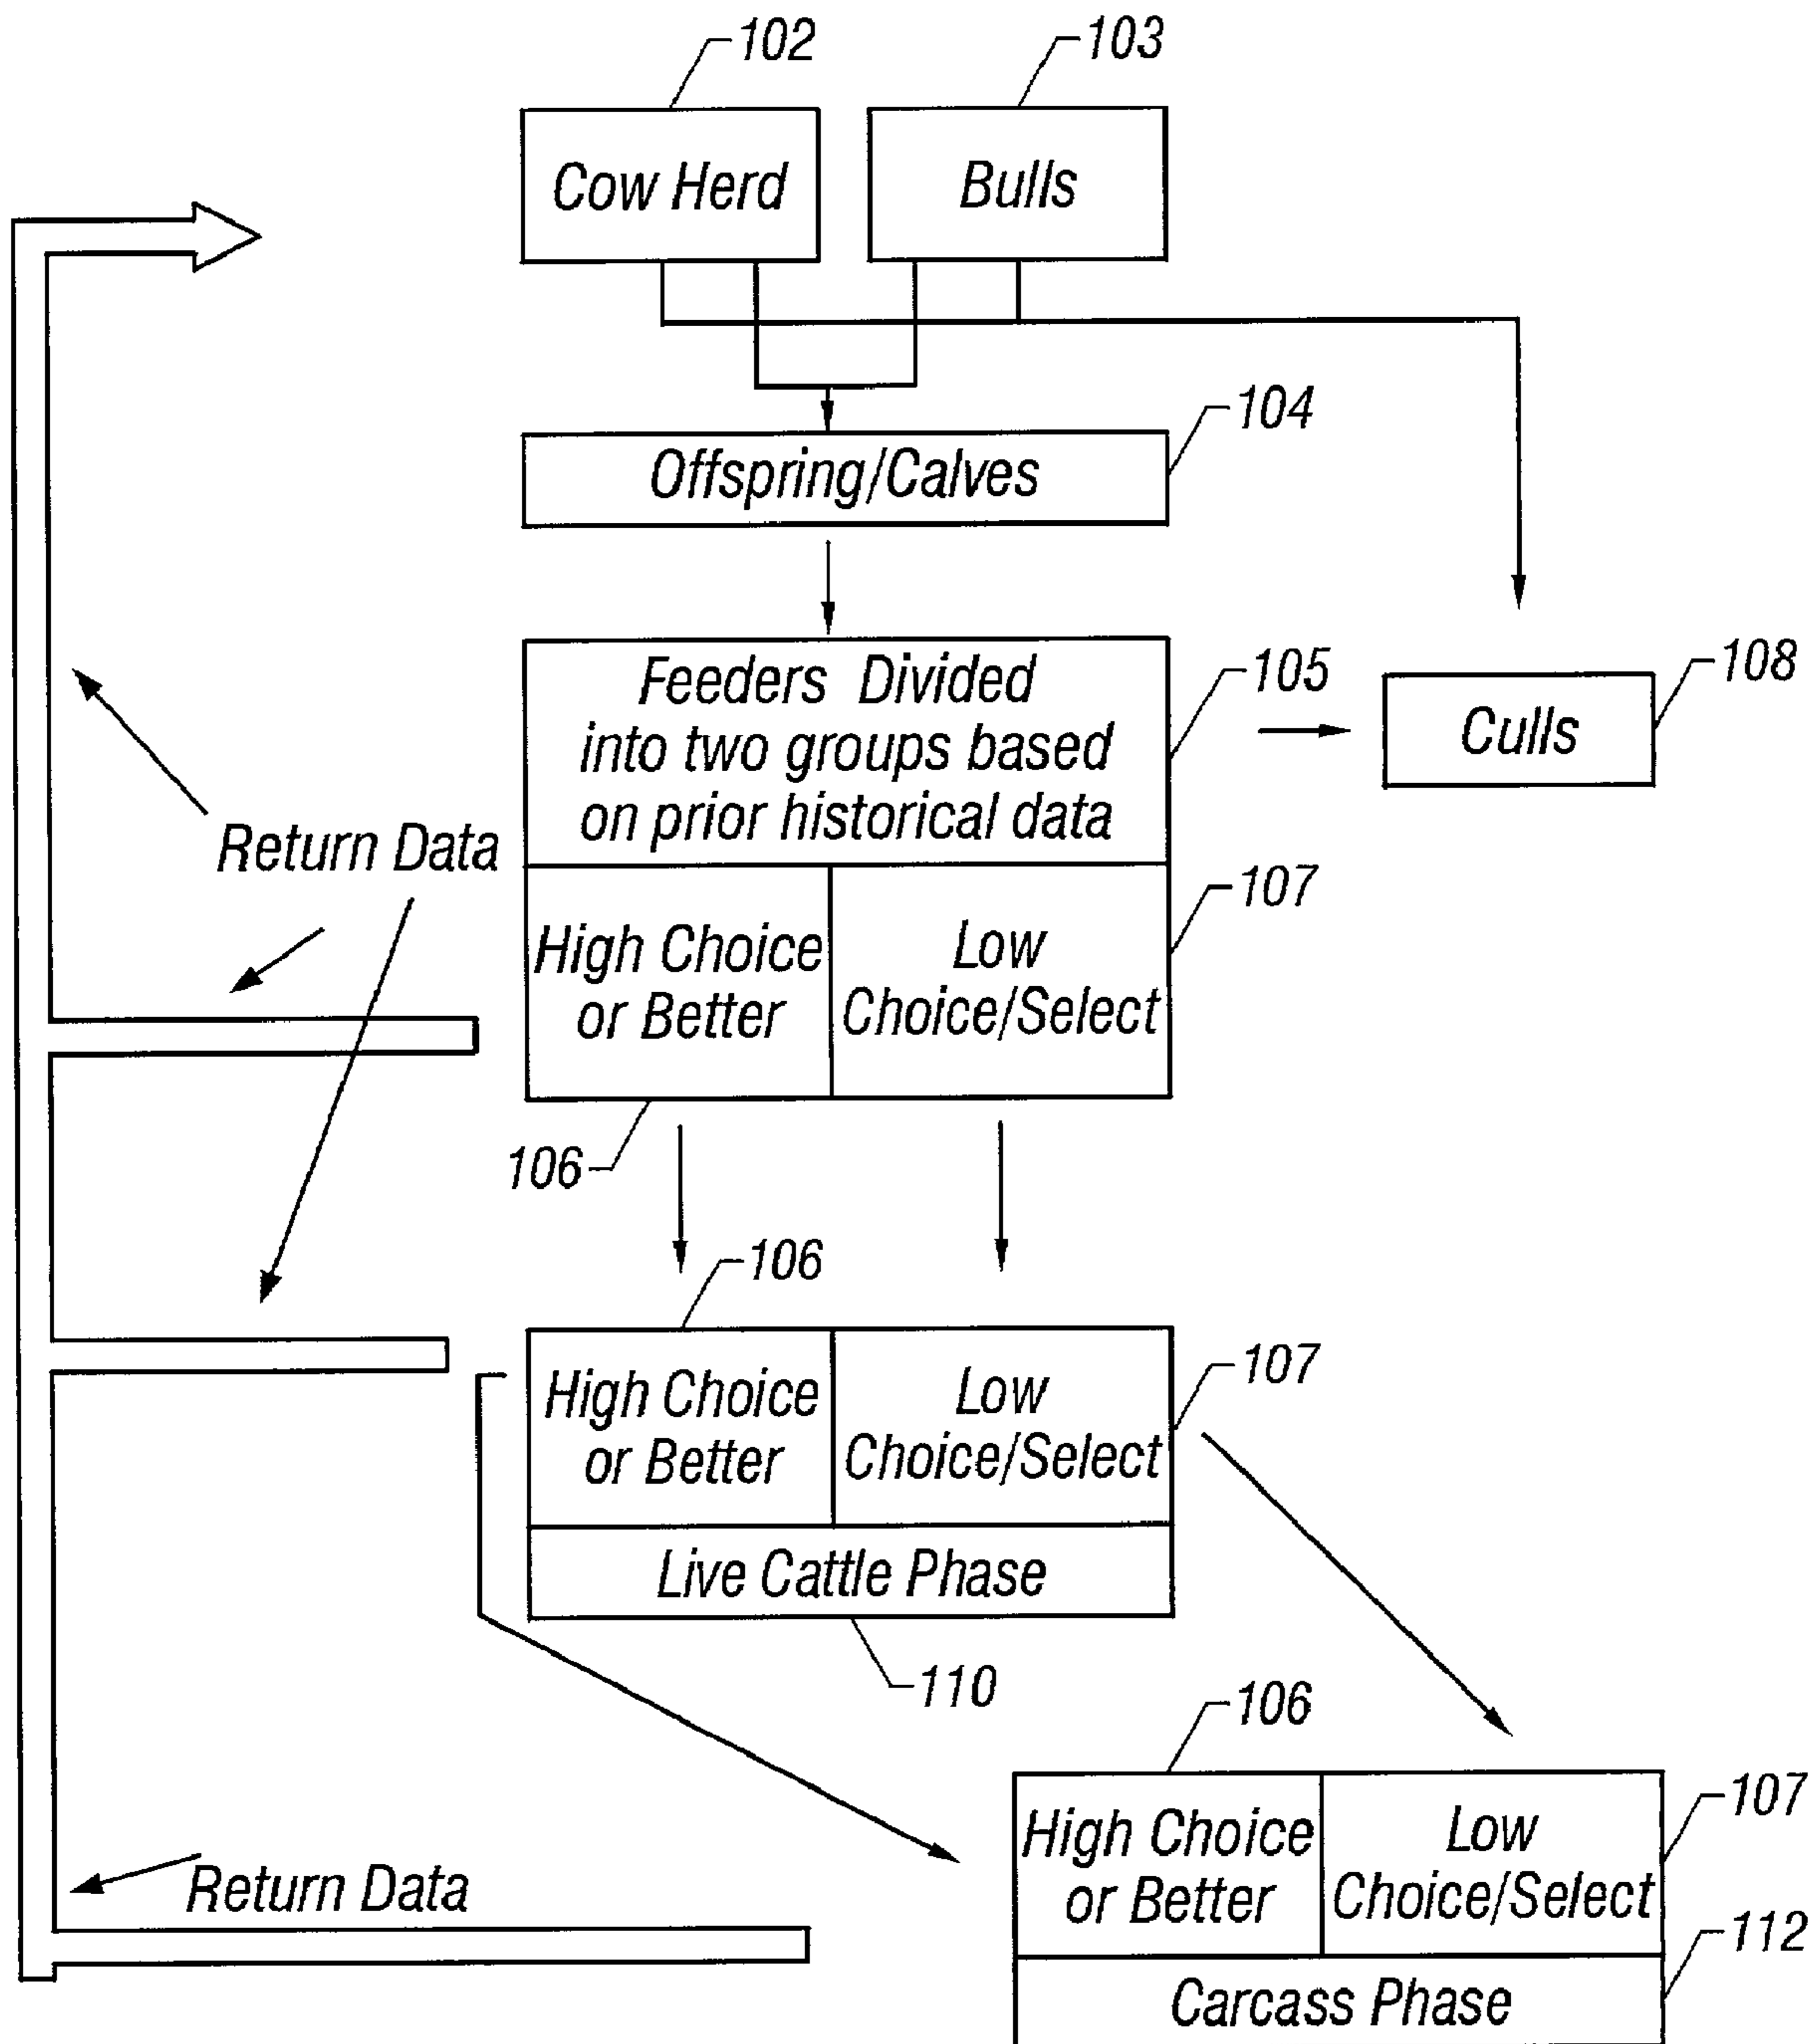 102
103
Cow Herd
Bulls
104
Offspring/Calves
Feeders Divided
into two groups based
on prior historical data
105
108
Culls
Return Data
107
High Choice
or Better
Low
Choice/Select
106
106
High Choice
or Better
Low
Choice/Select
107
Live Cattle Phase
110
106
High Choice
or Better
Low
Choice/Select
107
Return Data
112
Carcass Phase